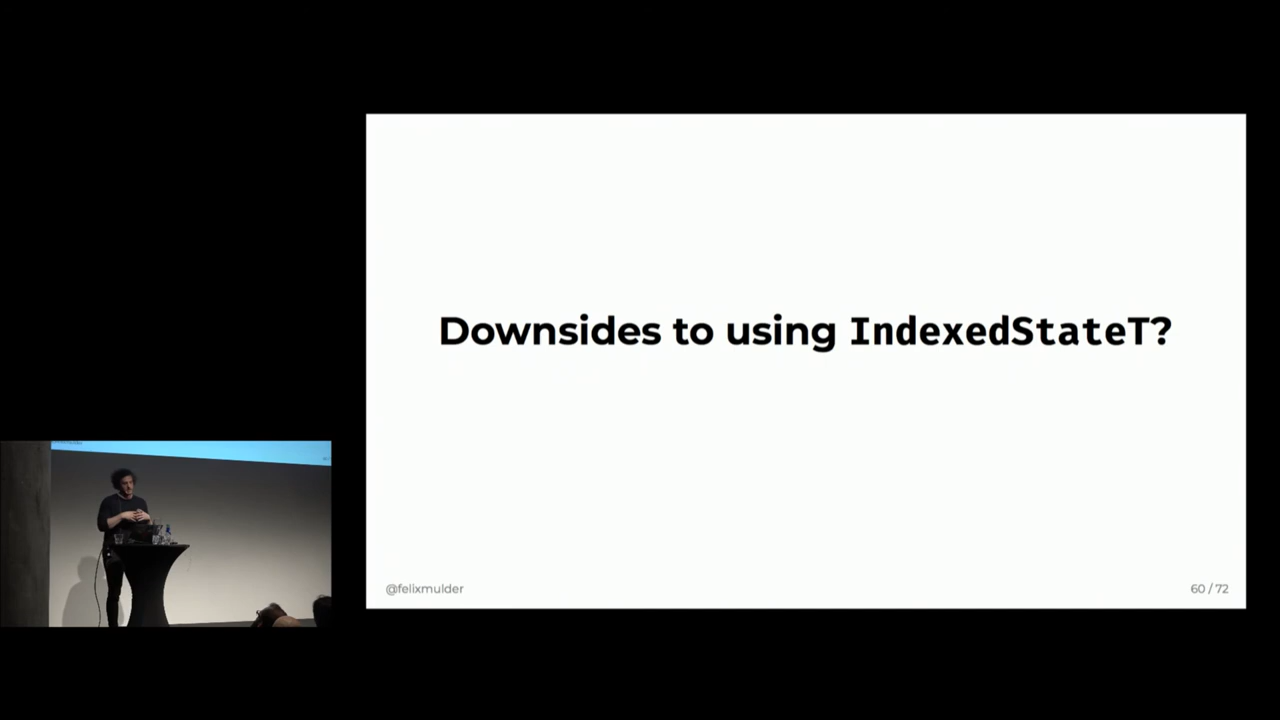 Downsides to using IndexedStateT?
@felixmulder
60 / 72